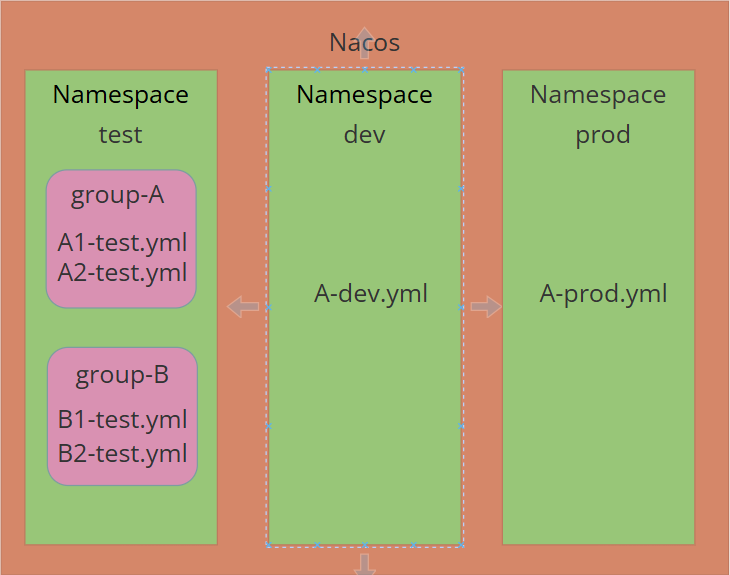 Nacos
Namespace
test
group-A
A1-test.yml
A2-test.yml
group-B
B1-test.yml
B2-test.yml
Namespace
dev
A-dev.yml
Namespace
prod
A-prod.yml